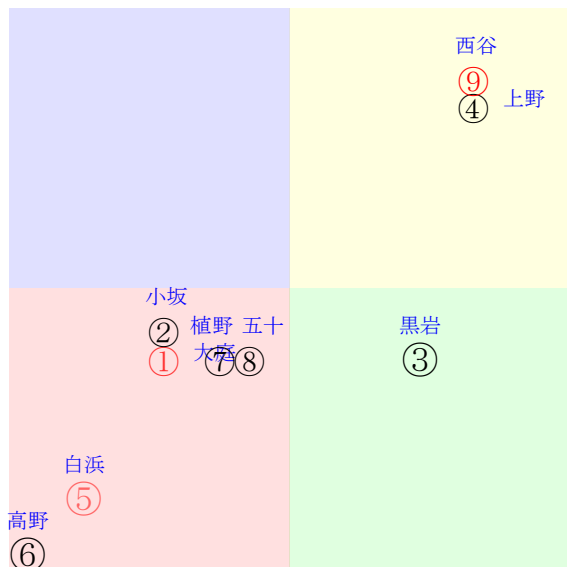 西谷
⑨
④ 上野
小坂
② 植野 五十 黒岩
① 大庭 ⑦ ⑧ ③
白浜
⑤
高野
⑥